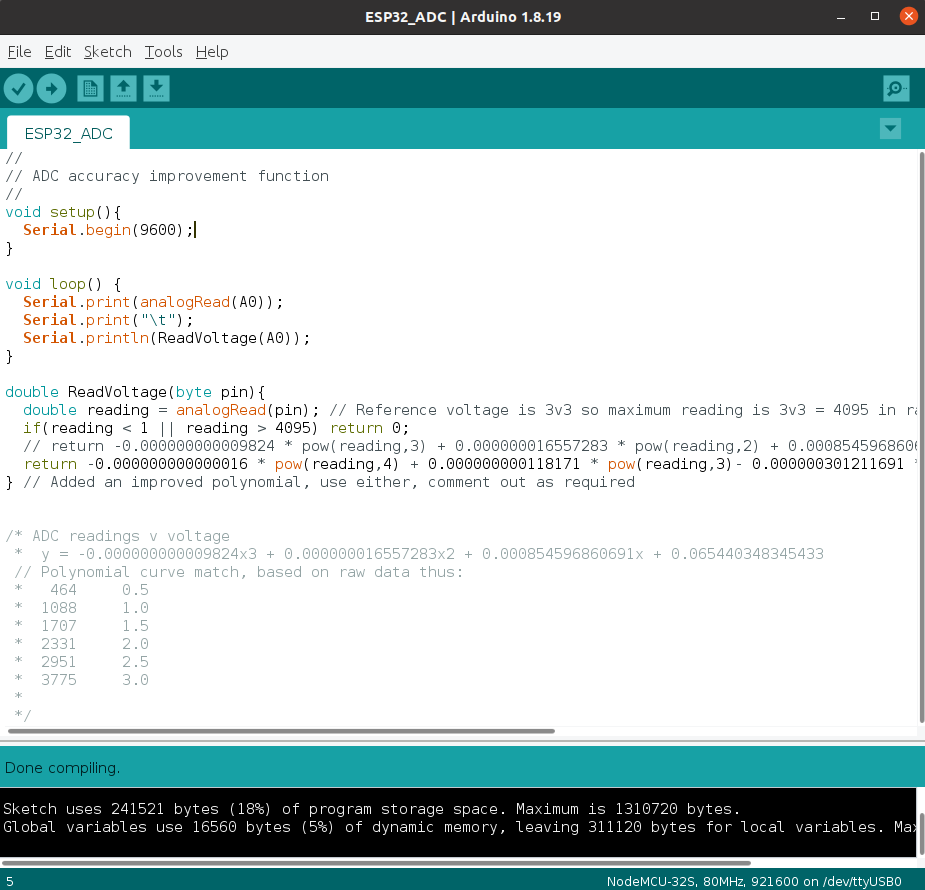 ESP32_ADC | Arduino 1.8.19
File Edit Sketch Tools Help
ESP32_ADC
//
// ADC accuracy improvement function
//
void setup(){
  Serial.begin(9600);
}

void loop() {
  Serial.print(analogRead(A0));
  Serial.print("\t");
  Serial.println(ReadVoltage(A0));
}

double ReadVoltage(byte pin){
  double reading = analogRead(pin); // Reference voltage is 3v3 so maximum reading is 3v3 = 4095 in
  if(reading < 1 || reading > 4095) return 0;
  // return -0.000000000009824 * pow(reading,3) + 0.000000016557283 * pow(reading,2) +
  return -0.000000000000016 * pow(reading,4) + 0.000000000118171 * pow(reading,3)- 0.000000301211691
} // Added an improved polynomial, use either, comment out as required

/* ADC readings v voltage
 *  y = -0.000000000009824x3 + 0.000000016557283x2 + 0.000854596860691x + 0.065440348345433
 // Polynomial curve match, based on raw data thus:
 *   464     0.5
 *  1088     1.0
 *  1707     1.5
 *  2331     2.0
 *  2951     2.5
 *  3775     3.0
 *
 */
Done compiling.
Sketch uses 241521 bytes (18%) of program storage space. Maximum is 1310720 bytes.
Global variables use 16560 bytes (5%) of dynamic memory, leaving 311120 bytes for local variables.
5
NodeMCU-32S, 80MHz, 921600 on /dev/ttyUSB0